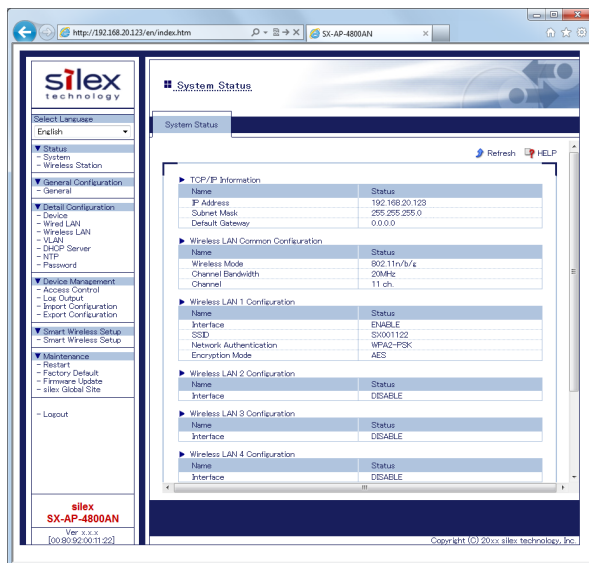 http://192.168.20.123/en/index.htm
SX-AP-4800AN
silex
technology
Select Language
English
▼ Status
- System
- Wireless Station
▼ General Configuration
- General
▼ Detail Configuration
- Device
- Wired LAN
- Wireless LAN
- VLAN
- DHCP Server
- NTP
- Password
▼ Device Management
- Access Control
- Log Output
- Import Configuration
- Export Configuration
▼ Smart Wireless Setup
- Smart Wireless Setup
▼ Maintenance
- Restart
- Factory Default
- Firmware Update
- silex Global Site
- Logout
silex
SX-AP-4800AN
Ver x.x.x
[00:80:92:00:11:22]
System Status
System Status
Refresh HELP
▶ TCP/IP Information
Name Status
IP Address 192.168.20.123
Subnet Mask 255.255.255.0
Default Gateway 0.0.0.0
▶ Wireless LAN Common Configuration
Name Status
Wireless Mode 802.11n/b/g
Channel Bandwidth 20MHz
Channel 11 ch.
▶ Wireless LAN 1 Configuration
Name Status
Interface ENABLE
SSID SX001122
Network Authentication WPA2-PSK
Encryption Mode AES
▶ Wireless LAN 2 Configuration
Name Status
Interface DISABLE
▶ Wireless LAN 3 Configuration
Name Status
Interface DISABLE
▶ Wireless LAN 4 Configuration
Name Status
Interface DISABLE
Copyright (C) 20xx silex technology, Inc.